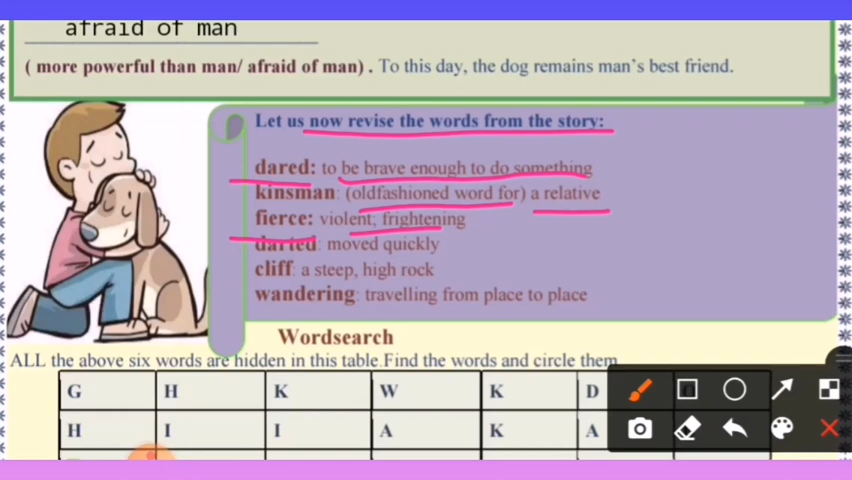 afraid of man
( more powerful than man/ afraid of man) . To this day, the dog remains man's best friend.
Let us now revise the words from the story:
dared: to be brave enough to do something
kinsman: (oldfashioned word for) a relative
fierce: violent; frightening
darted: moved quickly
cliff: a steep, high rock
wandering: travelling from place to place
Wordsearch
ALL the above six words are hidden in this table.Find the words and circle them
G H K W K D
H I I A K A